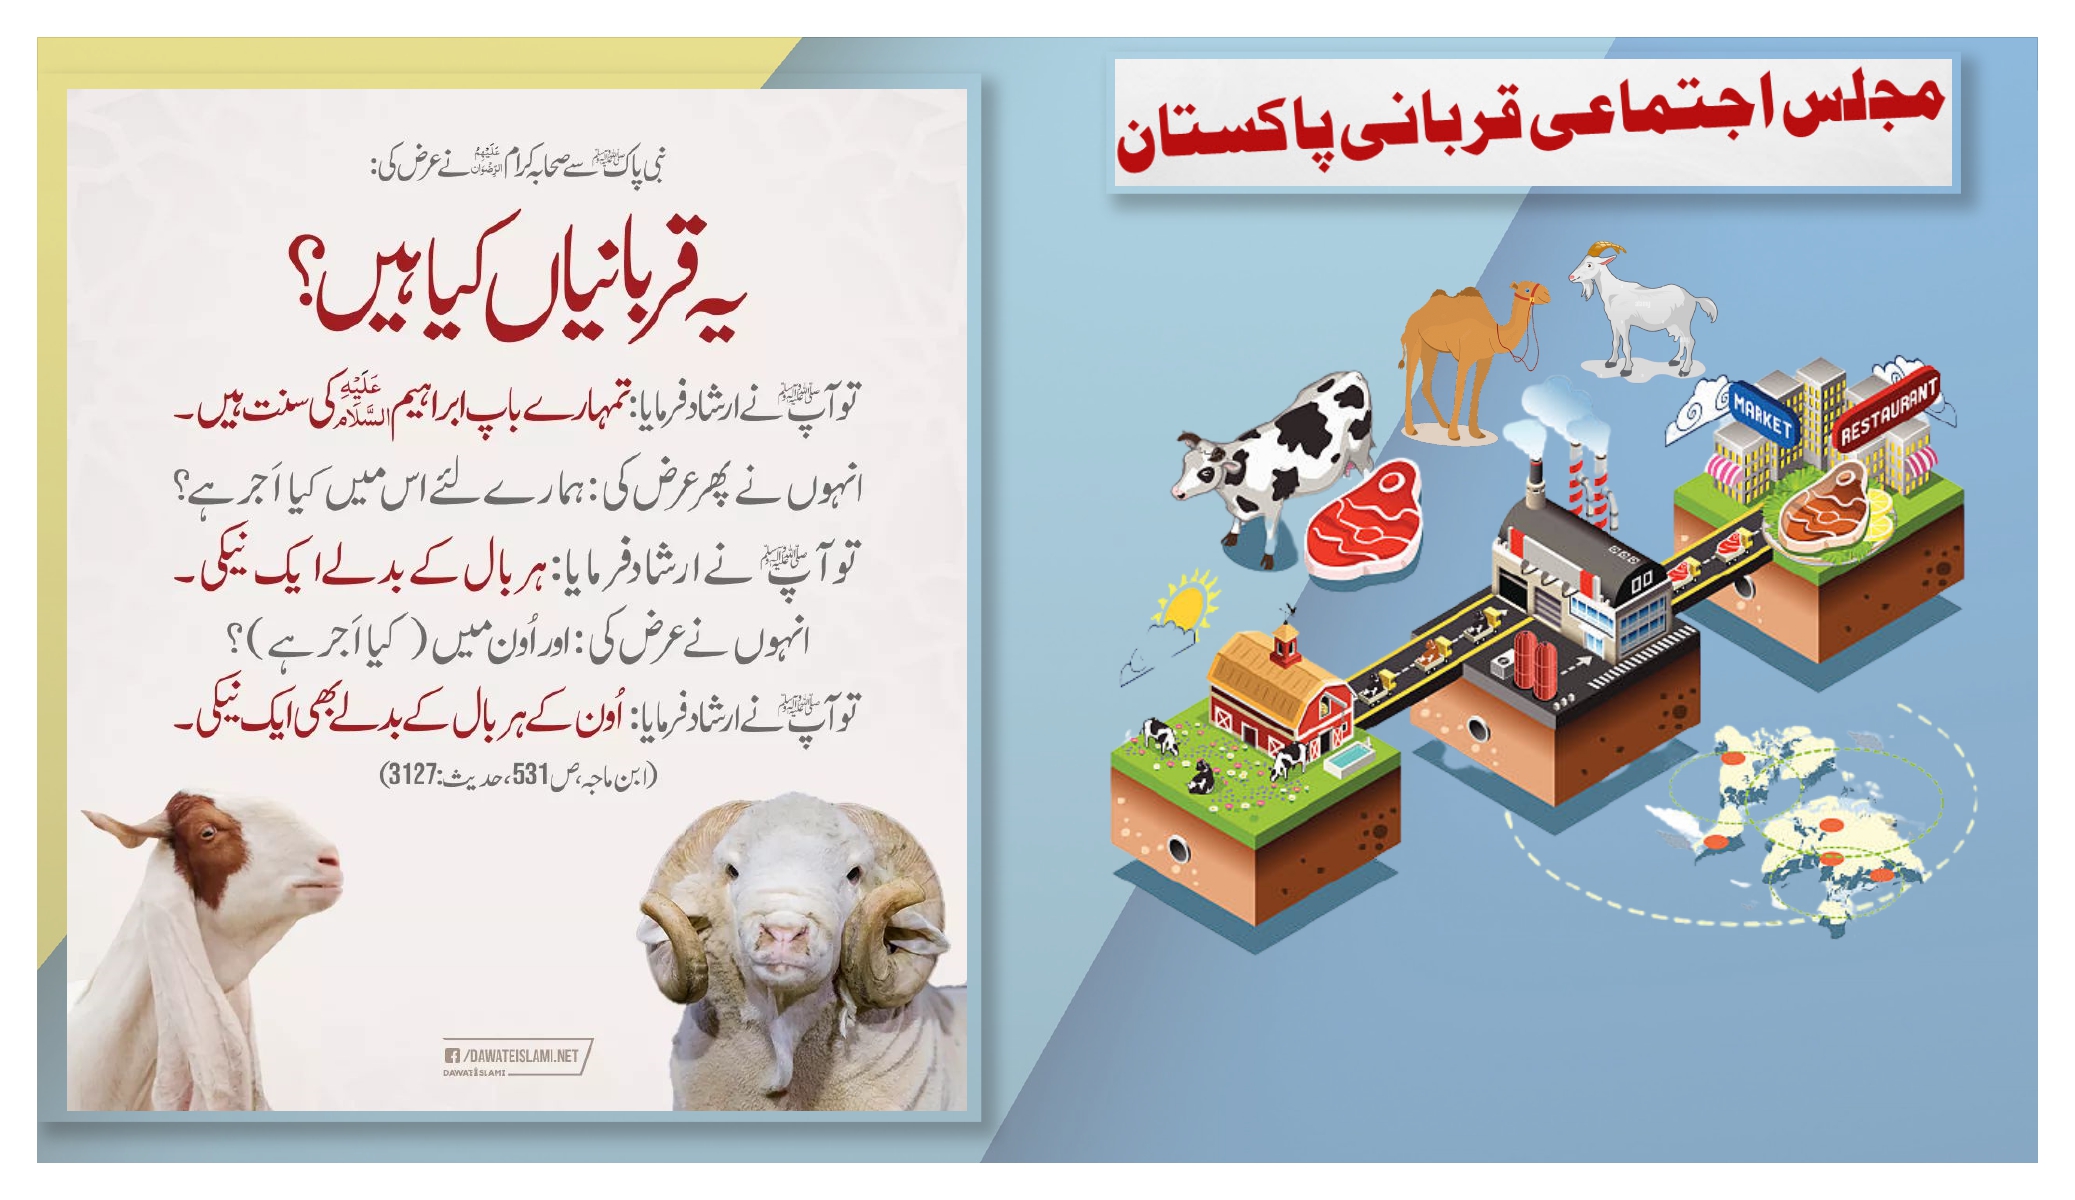 مجلس اجتماعی قربانی پاکستان
نبی پاک ﷺ سے صحابہ کرام عَلَیْہِمُ الرِّضْوَان نے عرض کی:
یہ قربانیاں کیا ہیں؟
تو آپ ﷺ نے ارشاد فرمایا: تمہارے باپ ابراہیم عَلَیْہِ السَّلَام کی سنت ہیں۔
انہوں نے پھر عرض کی: ہمارے لئے اس میں کیا اَجر ہے؟
تو آپ ﷺ نے ارشاد فرمایا: ہر بال کے بدلے ایک نیکی۔
انہوں نے عرض کی: اور اُون میں (کیا اَجر ہے)؟
تو آپ ﷺ نے ارشاد فرمایا: اُون کے ہر بال کے بدلے بھی ایک نیکی۔
(ابن ماجہ، ص531، حدیث:3127)
/DAWATEISLAMI.NET
DAWATEISLAMI
MARKET
RESTAURANT